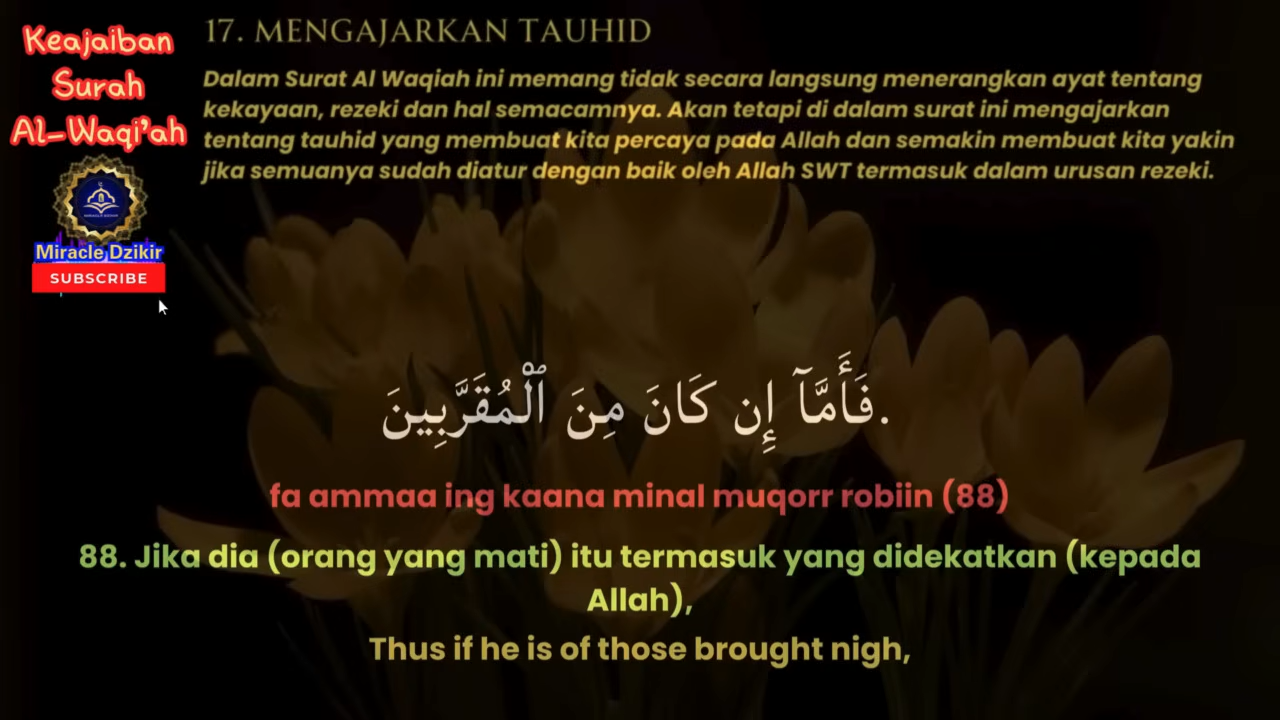 Keajaiban
Surah
Al-Waqi'ah
Miracle Dzikir
SUBSCRIBE
17. MENGAJARKAN TAUHID
Dalam Surat Al Waqiah ini memang tidak secara langsung menerangkan ayat tentang
kekayaan, rezeki dan hal semacamnya. Akan tetapi di dalam surat ini mengajarkan
tentang tauhid yang membuat kita percaya pada Allah dan semakin membuat kita yakin
jika semuanya sudah diatur dengan baik oleh Allah SWT termasuk dalam urusan rezeki.
فَأَمَّآ إِن كَانَ مِنَ ٱلْمُقَرَّبِينَ.
fa ammaa ing kaana minal muqorr robiin (88)
88. Jika dia (orang yang mati) itu termasuk yang didekatkan (kepada
Allah),
Thus if he is of those brought nigh,